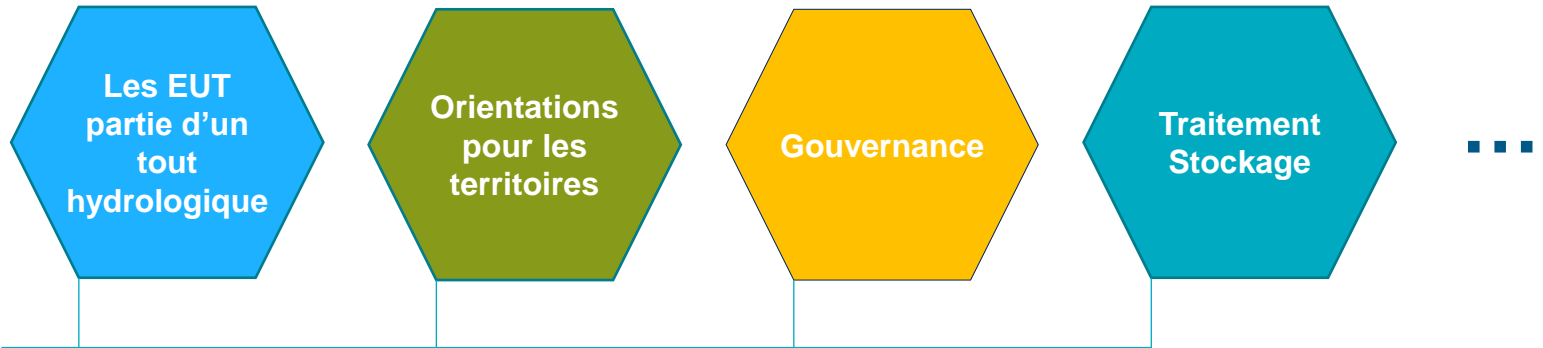 Les EUT
partie d’un
tout
hydrologique
Orientations
pour les
territoires
Gouvernance
Traitement
Stockage
...